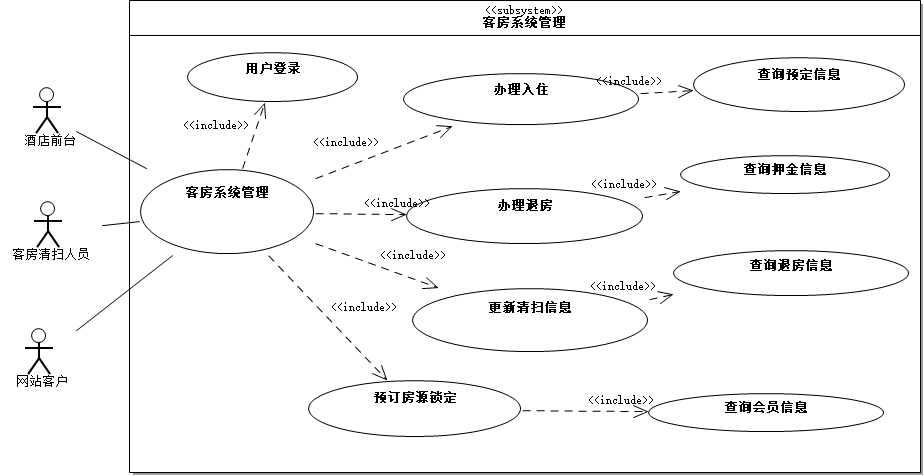 <<subsystem>>
客房系统管理
用户登录
办理入住
<<include>>
查询预定信息
酒店前台
<<include>>
<<include>>
客房系统管理
办理退房
<<include>>
<<include>>
查询押金信息
客房清扫人员
<<include>>
更新清扫信息
查询退房信息
<<include>>
<<include>>
网站客户
预订房源锁定
<<include>>
查询会员信息